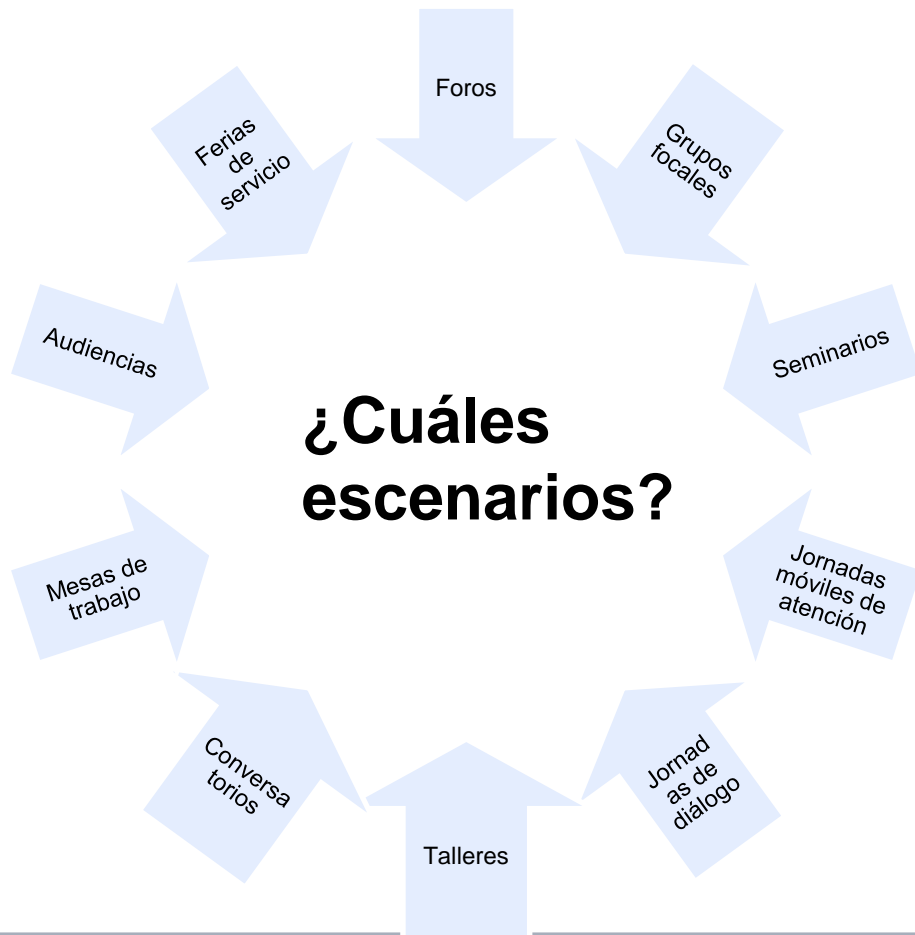 Foros
Grupos
focales
Seminarios
Jornadas
móviles de
atención
Jornad
as de
diálogo
Talleres
Conversa
torios
Mesas de
trabajo
Audiencias
Ferias
de
servicio
¿Cuáles
escenarios?